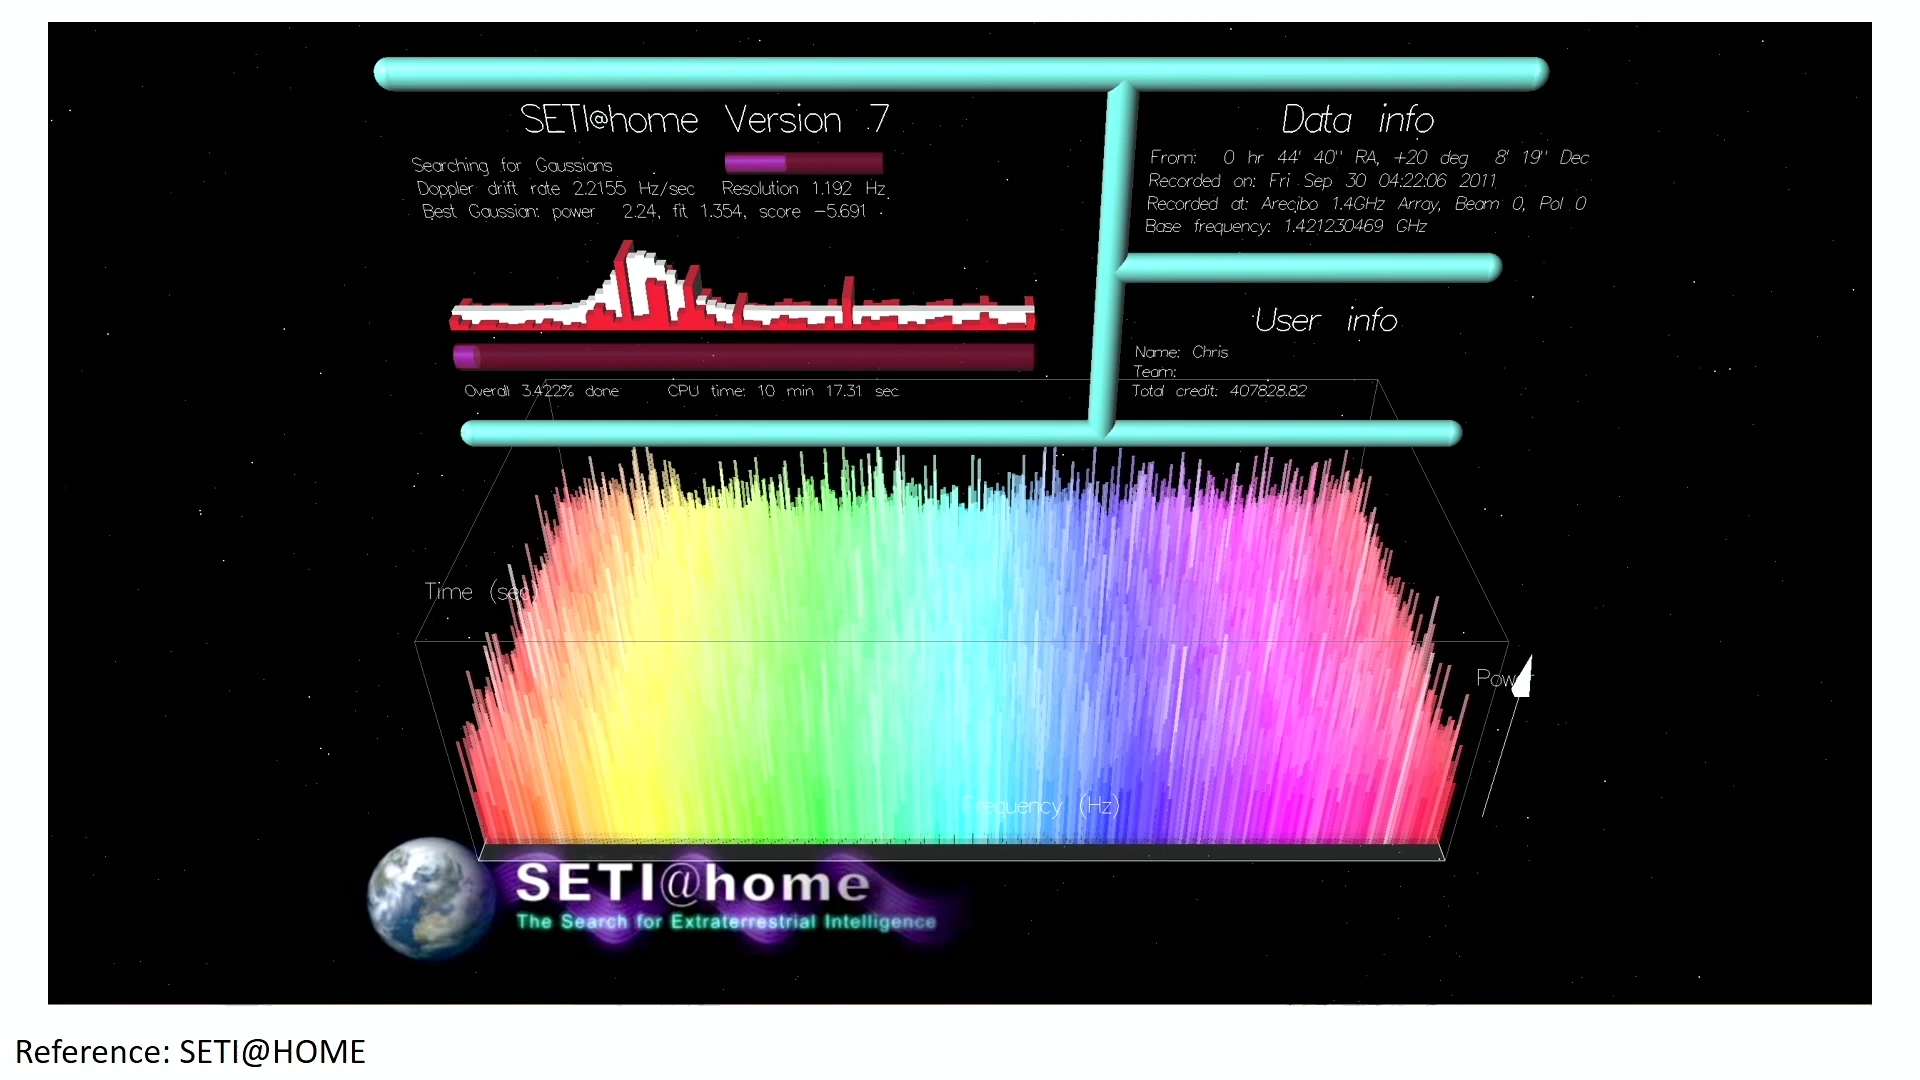 SETI@home Version 7
Searching for Gaussians
Doppler drift rate 2.2155 Hz/sec Resolution 1.192 Hz
Best Gaussian: power 2.24, fit 1.354, score -5.691
Overall 3.422% done CPU time: 10 min 17.31 sec
Data info
From: 0 hr 44' 40" RA, +20 deg 8' 19" Dec
Recorded on: Fri Sep 30 04:22:06 2011
Recorded at: Arecibo 1.4GHz Array, Beam 0, Pol 0
Base frequency: 1.421230469 GHz
User info
Name: Chris
Team:
Total credit: 407828.82
Time (sec)
Power
Frequency (Hz)
SETI@home
The Search for Extraterrestrial Intelligence
Reference: SETI@HOME